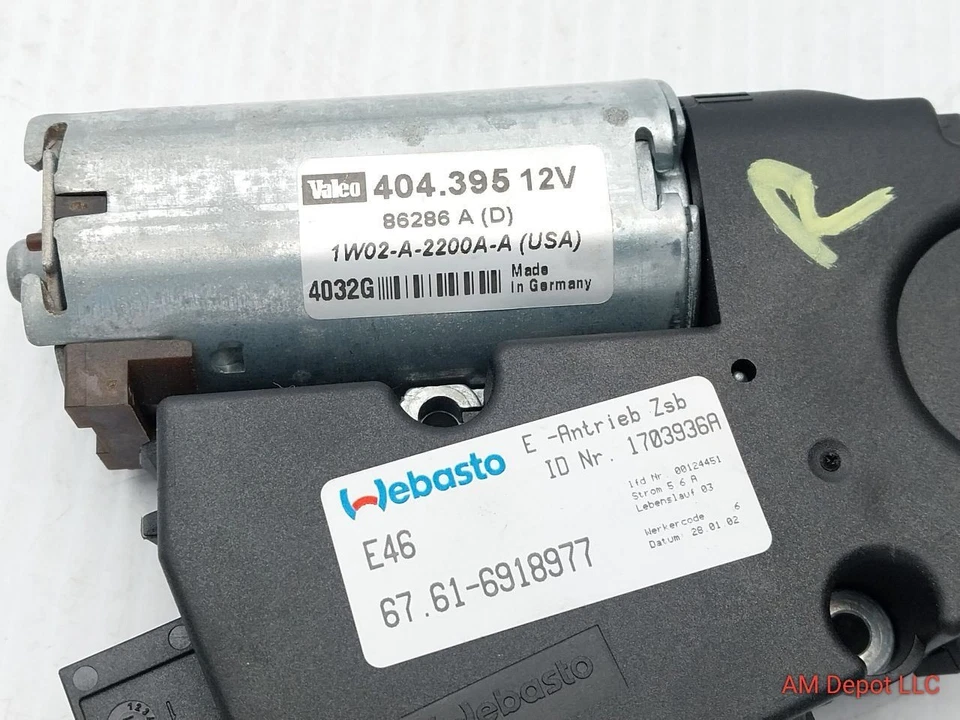 Valeo 404.395 12V
86286 A (D)
1W02-A-2200A-A (USA)
4032G Made
in Germany
R
Webasto E -Antrieb Zsb
ID Nr. 1703936A
lfd Nr 00124451
Strom 5.6 A
Lebenslauf 03
Werkercode 6
Datum: 28.01.02
E46
67.61-6918977
Webasto
AM Depot LLC